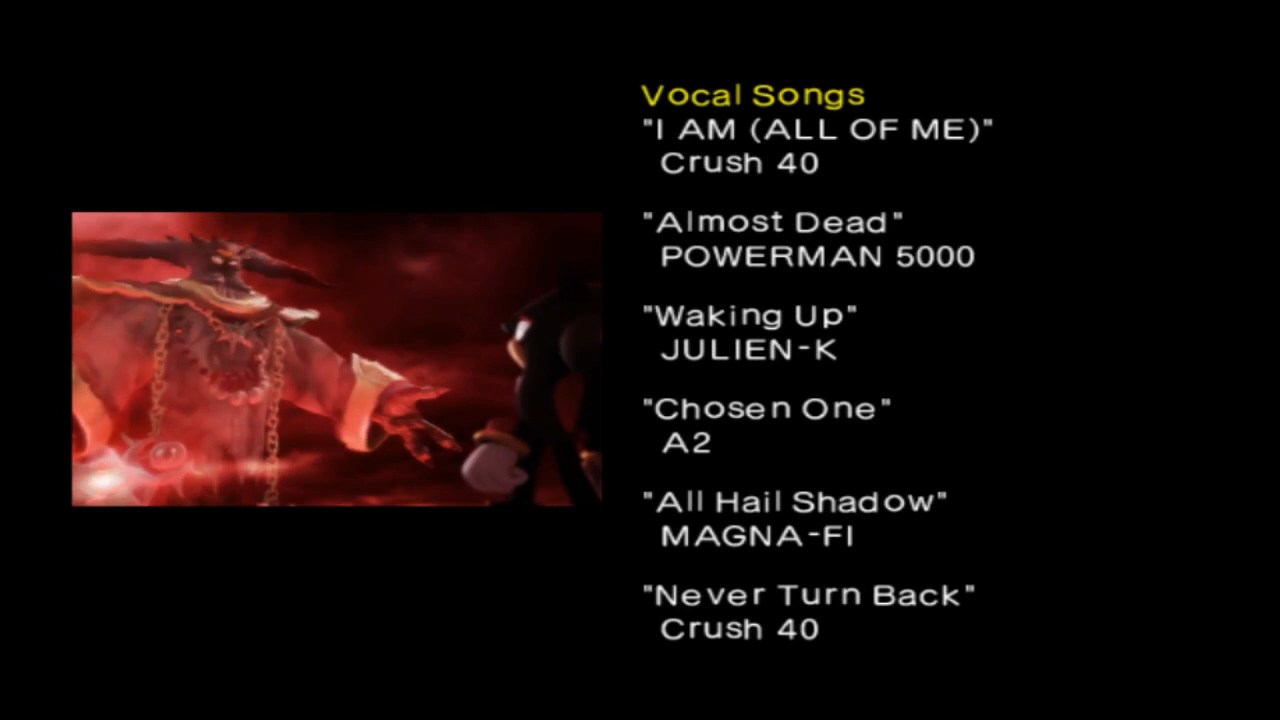 Vocal Songs
"I AM (ALL OF ME)"
Crush 40
"Almost Dead"
POWERMAN 5000
"Waking Up"
JULIEN-K
"Chosen One"
A2
"All Hail Shadow"
MAGNA-FI
"Never Turn Back"
Crush 40